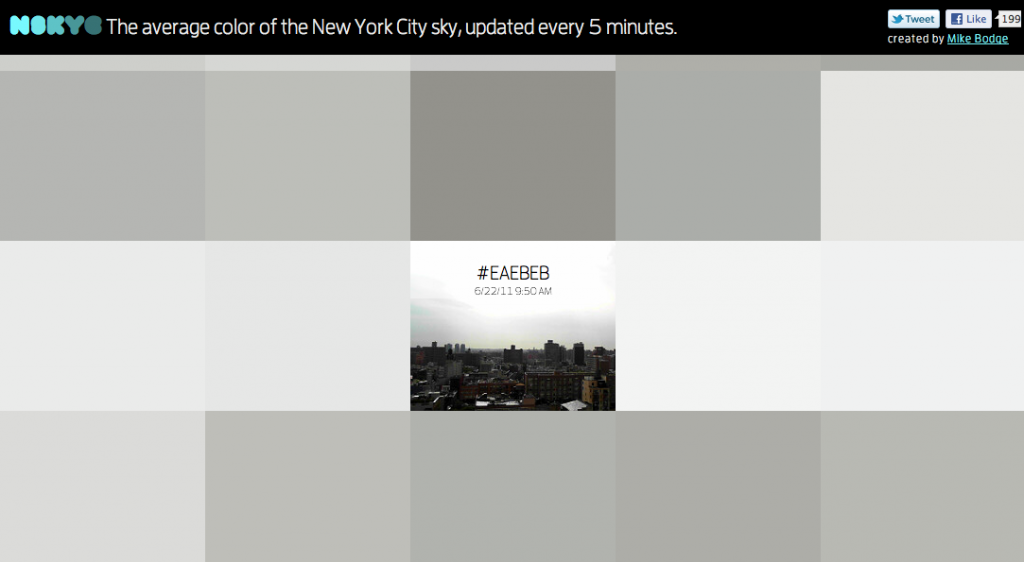 NSKYC The average color of the New York City sky, updated every 5 minutes.
Tweet Like 199
created by Mike Bodge
#EAEBEB
6/22/11 9:50 AM